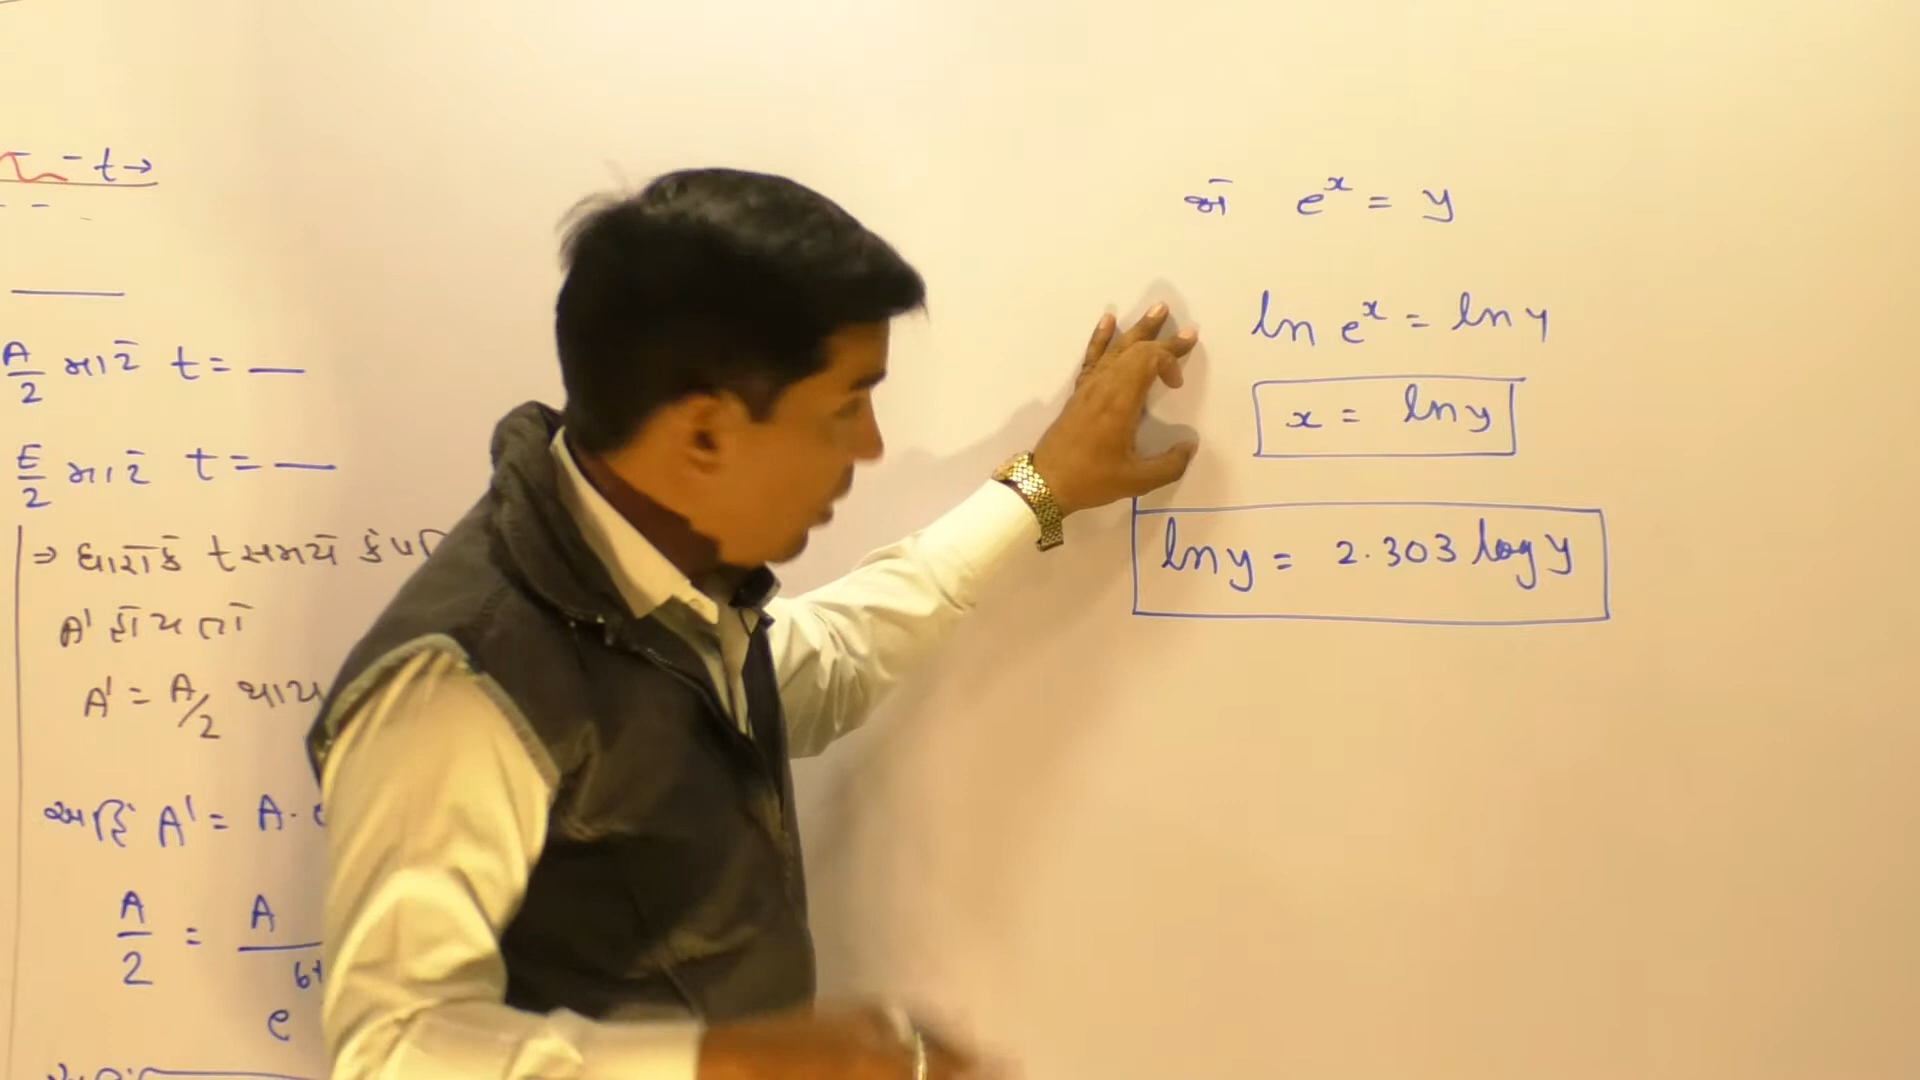 - t →
A/2 માટે t = —
E/2 માટે t = —
⇒ ધારોકે t સમયે કંપ
A' હોય તો
A' = A/2 થાય
અહિં A' = A ·
A/2 = A
e
જો e^x = y
ln e^x = ln y
x = ln y
ln y = 2.303 log y